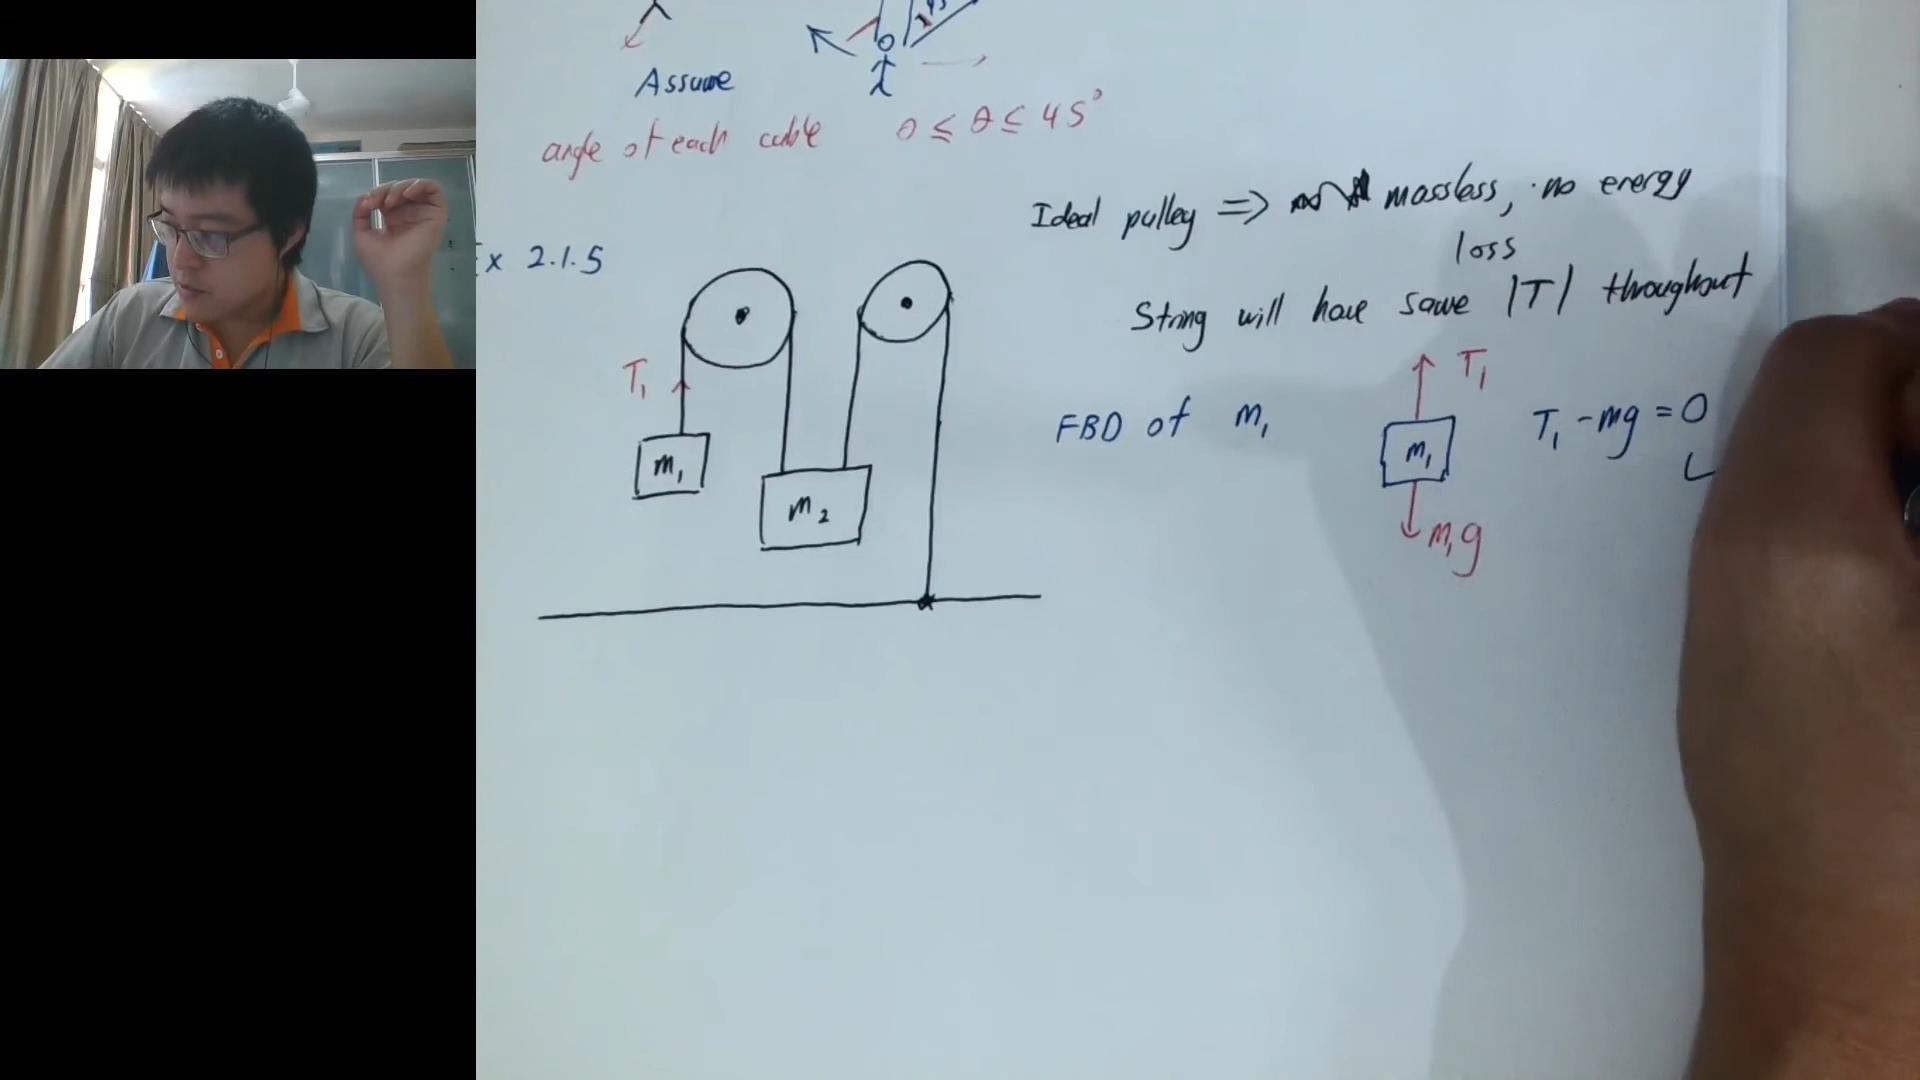 45
Assume
angle of each cable 0 ≤ θ ≤ 45°
Ideal pulley => massless, no energy
loss
Ex 2.1.5
String will have same |T| throughout
T₁
T₁
FBD of m₁
m₁
T₁ - mg = 0
m₁
m₂
m₁g